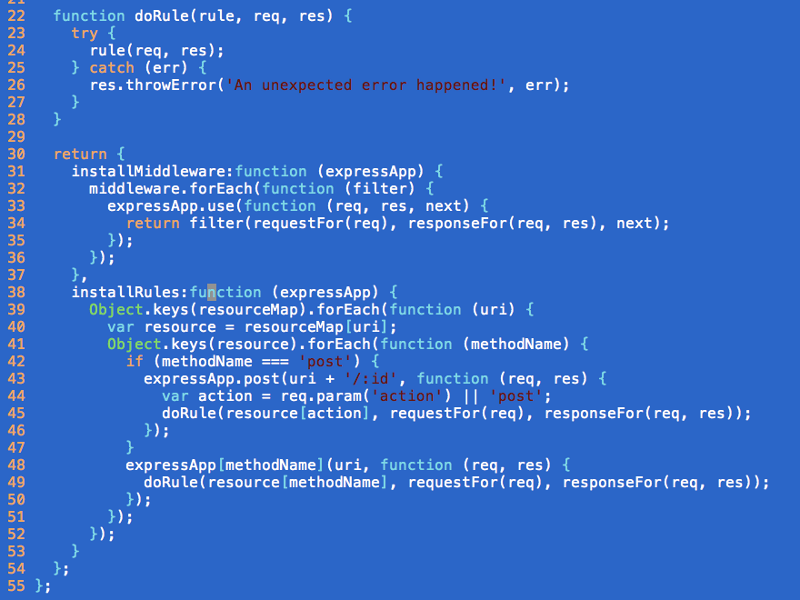 21
22 function doRule(rule, req, res) {
23 try {
24 rule(req, res);
25 } catch (err) {
26 res.throwError('An unexpected error happened!', err);
27 }
28 }
29
30 return {
31 installMiddleware:function (expressApp) {
32 middleware.forEach(function (filter) {
33 expressApp.use(function (req, res, next) {
34 return filter(requestFor(req), responseFor(req, res), next);
35 });
36 });
37 },
38 installRules:function (expressApp) {
39 Object.keys(resourceMap).forEach(function (uri) {
40 var resource = resourceMap[uri];
41 Object.keys(resource).forEach(function (methodName) {
42 if (methodName === 'post') {
43 expressApp.post(uri + '/:id', function (req, res) {
44 var action = req.param('action') || 'post';
45 doRule(resource[action], requestFor(req), responseFor(req, res));
46 });
47 }
48 expressApp[methodName](uri, function (req, res) {
49 doRule(resource[methodName], requestFor(req), responseFor(req, res));
50 });
51 });
52 });
53 }
54 };
55 };